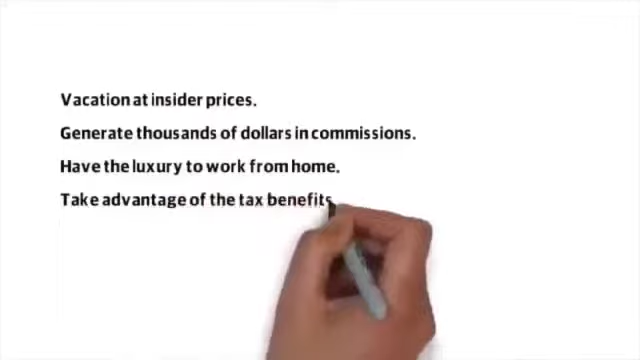 Vacation at insider prices.
Generate thousands of dollars in commissions.
Have the luxury to work from home.
Take advantage of the tax benefits